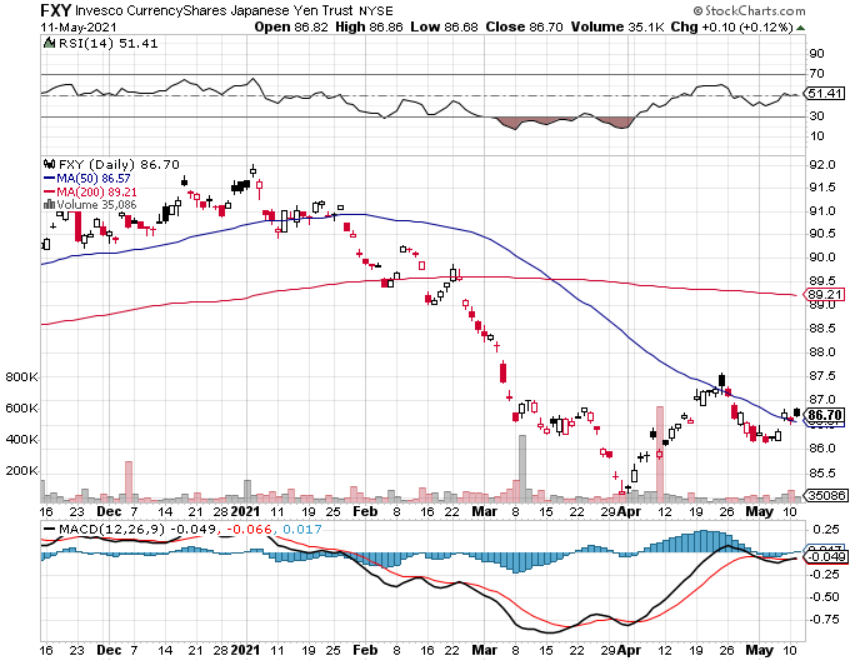 FXY Invesco CurrencyShares Japanese Yen Trust NYSE © StockCharts.com
11-May-2021 Open 86.82 High 86.86 Low 86.68 Close 86.70 Volume 35.1K Chg +0.10 (+0.12%)
RSI(14) 51.41
90
70
51.41
30
10
FXY (Daily) 86.70
MA(50) 86.57
MA(200) 89.21
Volume 35,086
92.0
91.5
91.0
90.5
90.0
89.5
89.21
89.0
88.5
88.0
87.5
87.0
86.70
86.0
85.5
35086
800K
600K
400K
200K
16 23 Dec 7 14 21 28 2021 11 19 25 Feb 8 16 22 Mar 8 15 22 29 Apr 12 19 26 May 10
MACD(12,26,9) -0.049, -0.066, 0.017
0.25
-0.049
-0.25
-0.50
-0.75
16 23 Dec 7 14 21 28 2021 11 19 25 Feb 8 16 22 Mar 8 15 22 29 Apr 12 19 26 May 10